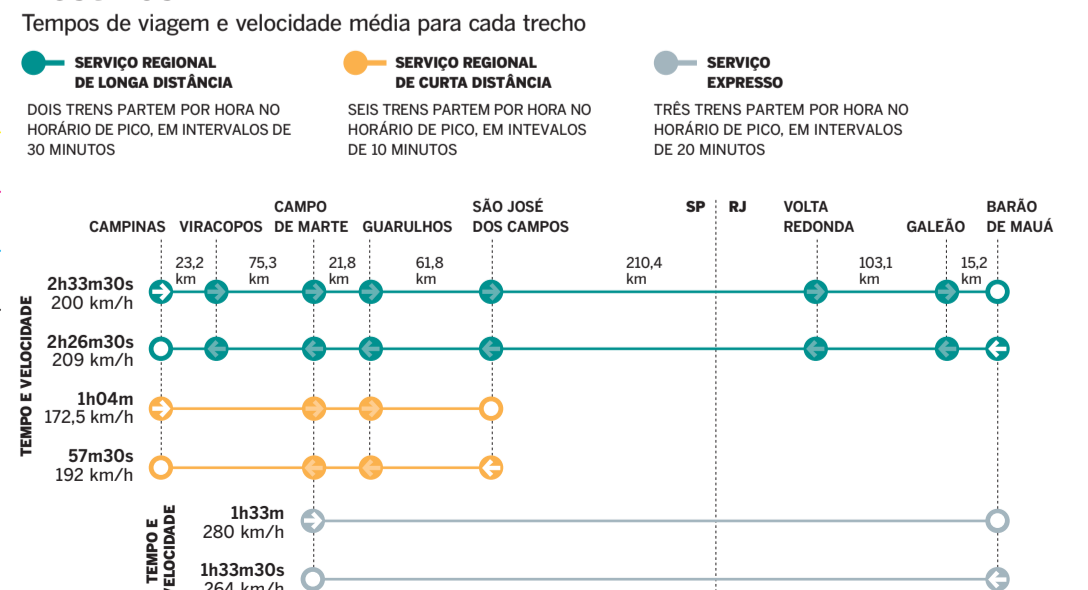 Tempos de viagem e velocidade média para cada trecho
SERVIÇO REGIONAL
DE LONGA DISTÂNCIA
DOIS TRENS PARTEM POR HORA NO
HORÁRIO DE PICO, EM INTERVALOS DE
30 MINUTOS
SERVIÇO REGIONAL
DE CURTA DISTÂNCIA
SEIS TRENS PARTEM POR HORA NO
HORÁRIO DE PICO, EM INTEVALOS
DE 10 MINUTOS
SERVIÇO
EXPRESSO
TRÊS TRENS PARTEM POR HORA NO
HORÁRIO DE PICO, EM INTERVALOS
DE 20 MINUTOS
CAMPINAS
VIRACOPOS
CAMPO
DE MARTE
GUARULHOS
SÃO JOSÉ
DOS CAMPOS
SP
RJ
VOLTA
REDONDA
GALEÃO
BARÃO
DE MAUÁ
23,2
km
75,3
km
21,8
km
61,8
km
210,4
km
103,1
km
15,2
km
TEMPO E VELOCIDADE
2h33m30s
200 km/h
2h26m30s
209 km/h
1h04m
172,5 km/h
57m30s
192 km/h
TEMPO E
VELOCIDADE
1h33m
280 km/h
1h33m30s
264 km/h